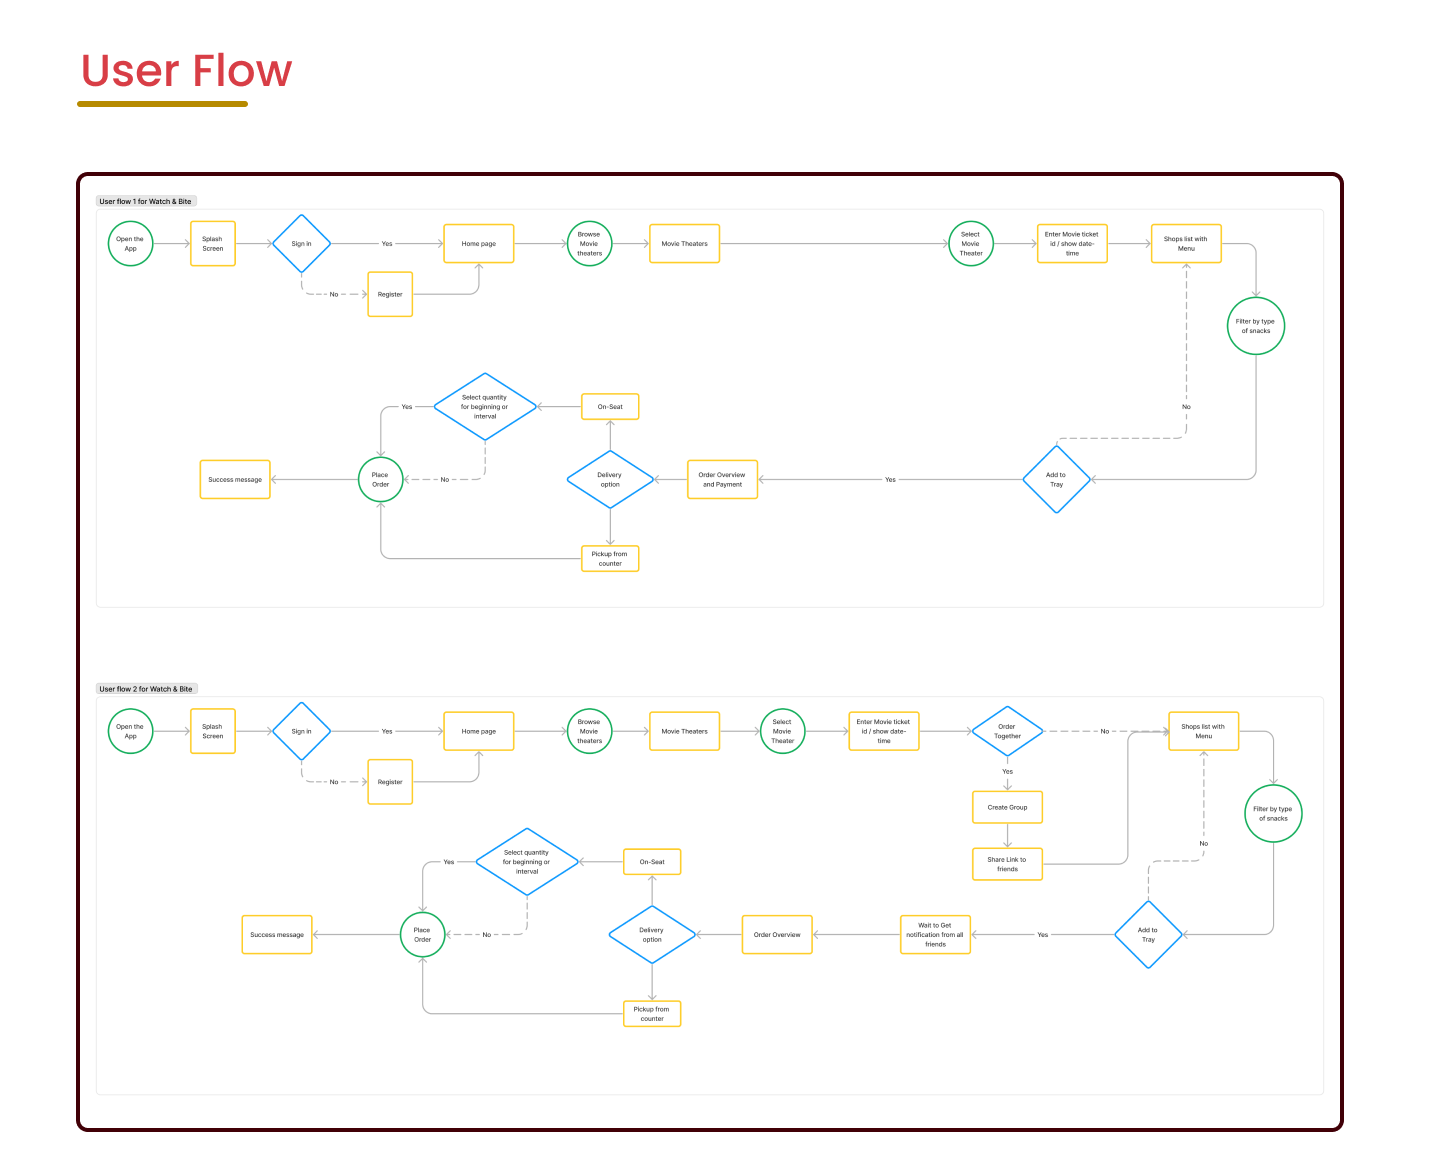 User Flow
User flow 1 for Watch & Bite
Open the
App
Splash
Screen
Sign in
Yes
No
Register
Home page
Browse
Movie
theaters
Movie Theaters
Select
Movie
Theater
Enter Movie ticket
id / show date-
time
Shops list with
Menu
Filter by type
of snacks
No
Add to
Tray
Yes
Order Overview
and Payment
Delivery
option
On-Seat
Pickup from
counter
Select quantity
for beginning or
interval
Yes
No
Place
Order
Success message
User flow 2 for Watch & Bite
Open the
App
Splash
Screen
Sign in
Yes
No
Register
Home page
Browse
Movie
theaters
Movie Theaters
Select
Movie
Theater
Enter Movie ticket
id / show date-
time
Order
Together
No
Yes
Create Group
Share Link to
friends
Shops list with
Menu
Filter by type
of snacks
No
Add to
Tray
Yes
Wait to Get
notification from all
friends
Order Overview
Delivery
option
On-Seat
Pickup from
counter
Select quantity
for beginning or
interval
Yes
No
Place
Order
Success message